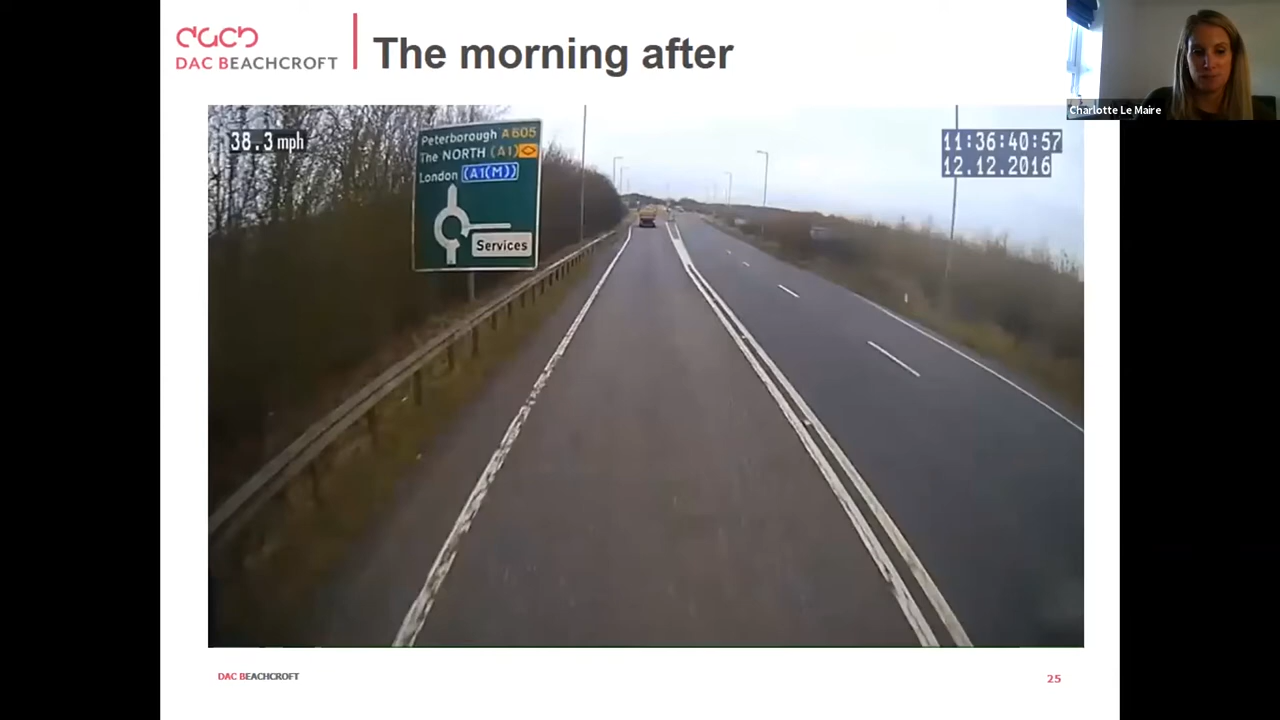 DAC BEACHCROFT
The morning after
Charlotte Le Maire
38.3 mph
11:36:40:57
12.12.2016
Peterborough A605
The NORTH (A1)
London (A1(M))
Services
DAC BEACHCROFT
25